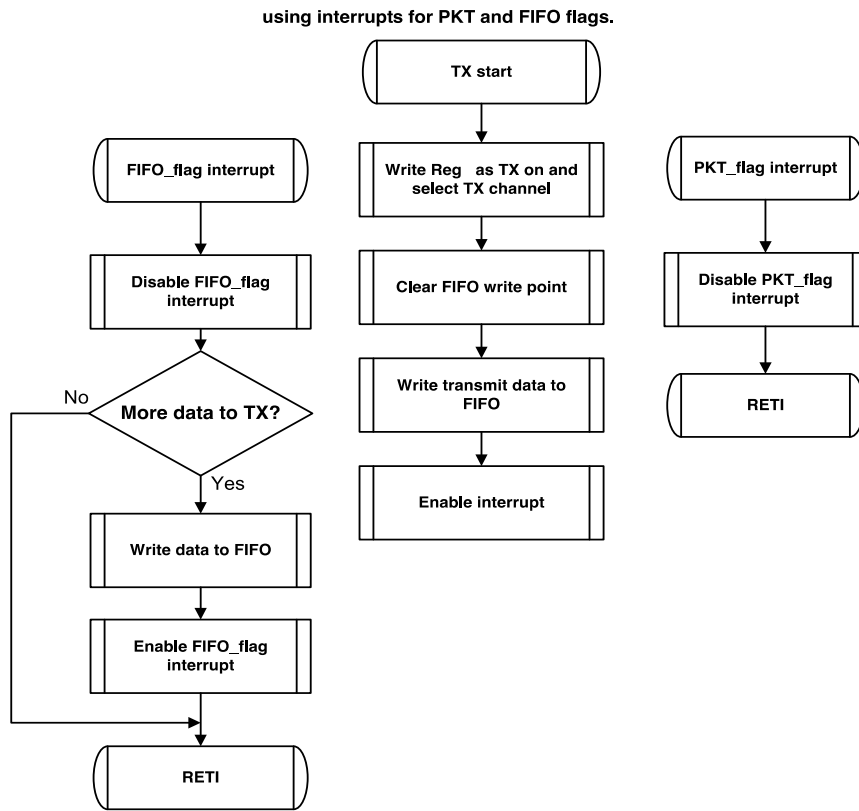 using interrupts for PKT and FIFO flags.
TX start
Write Reg as TX on and
select TX channel
Clear FIFO write point
Write transmit data to
FIFO
Enable interrupt
FIFO_flag interrupt
Disable FIFO_flag
interrupt
More data to TX?
No
Yes
Write data to FIFO
Enable FIFO_flag
interrupt
RETI
PKT_flag interrupt
Disable PKT_flag
interrupt
RETI